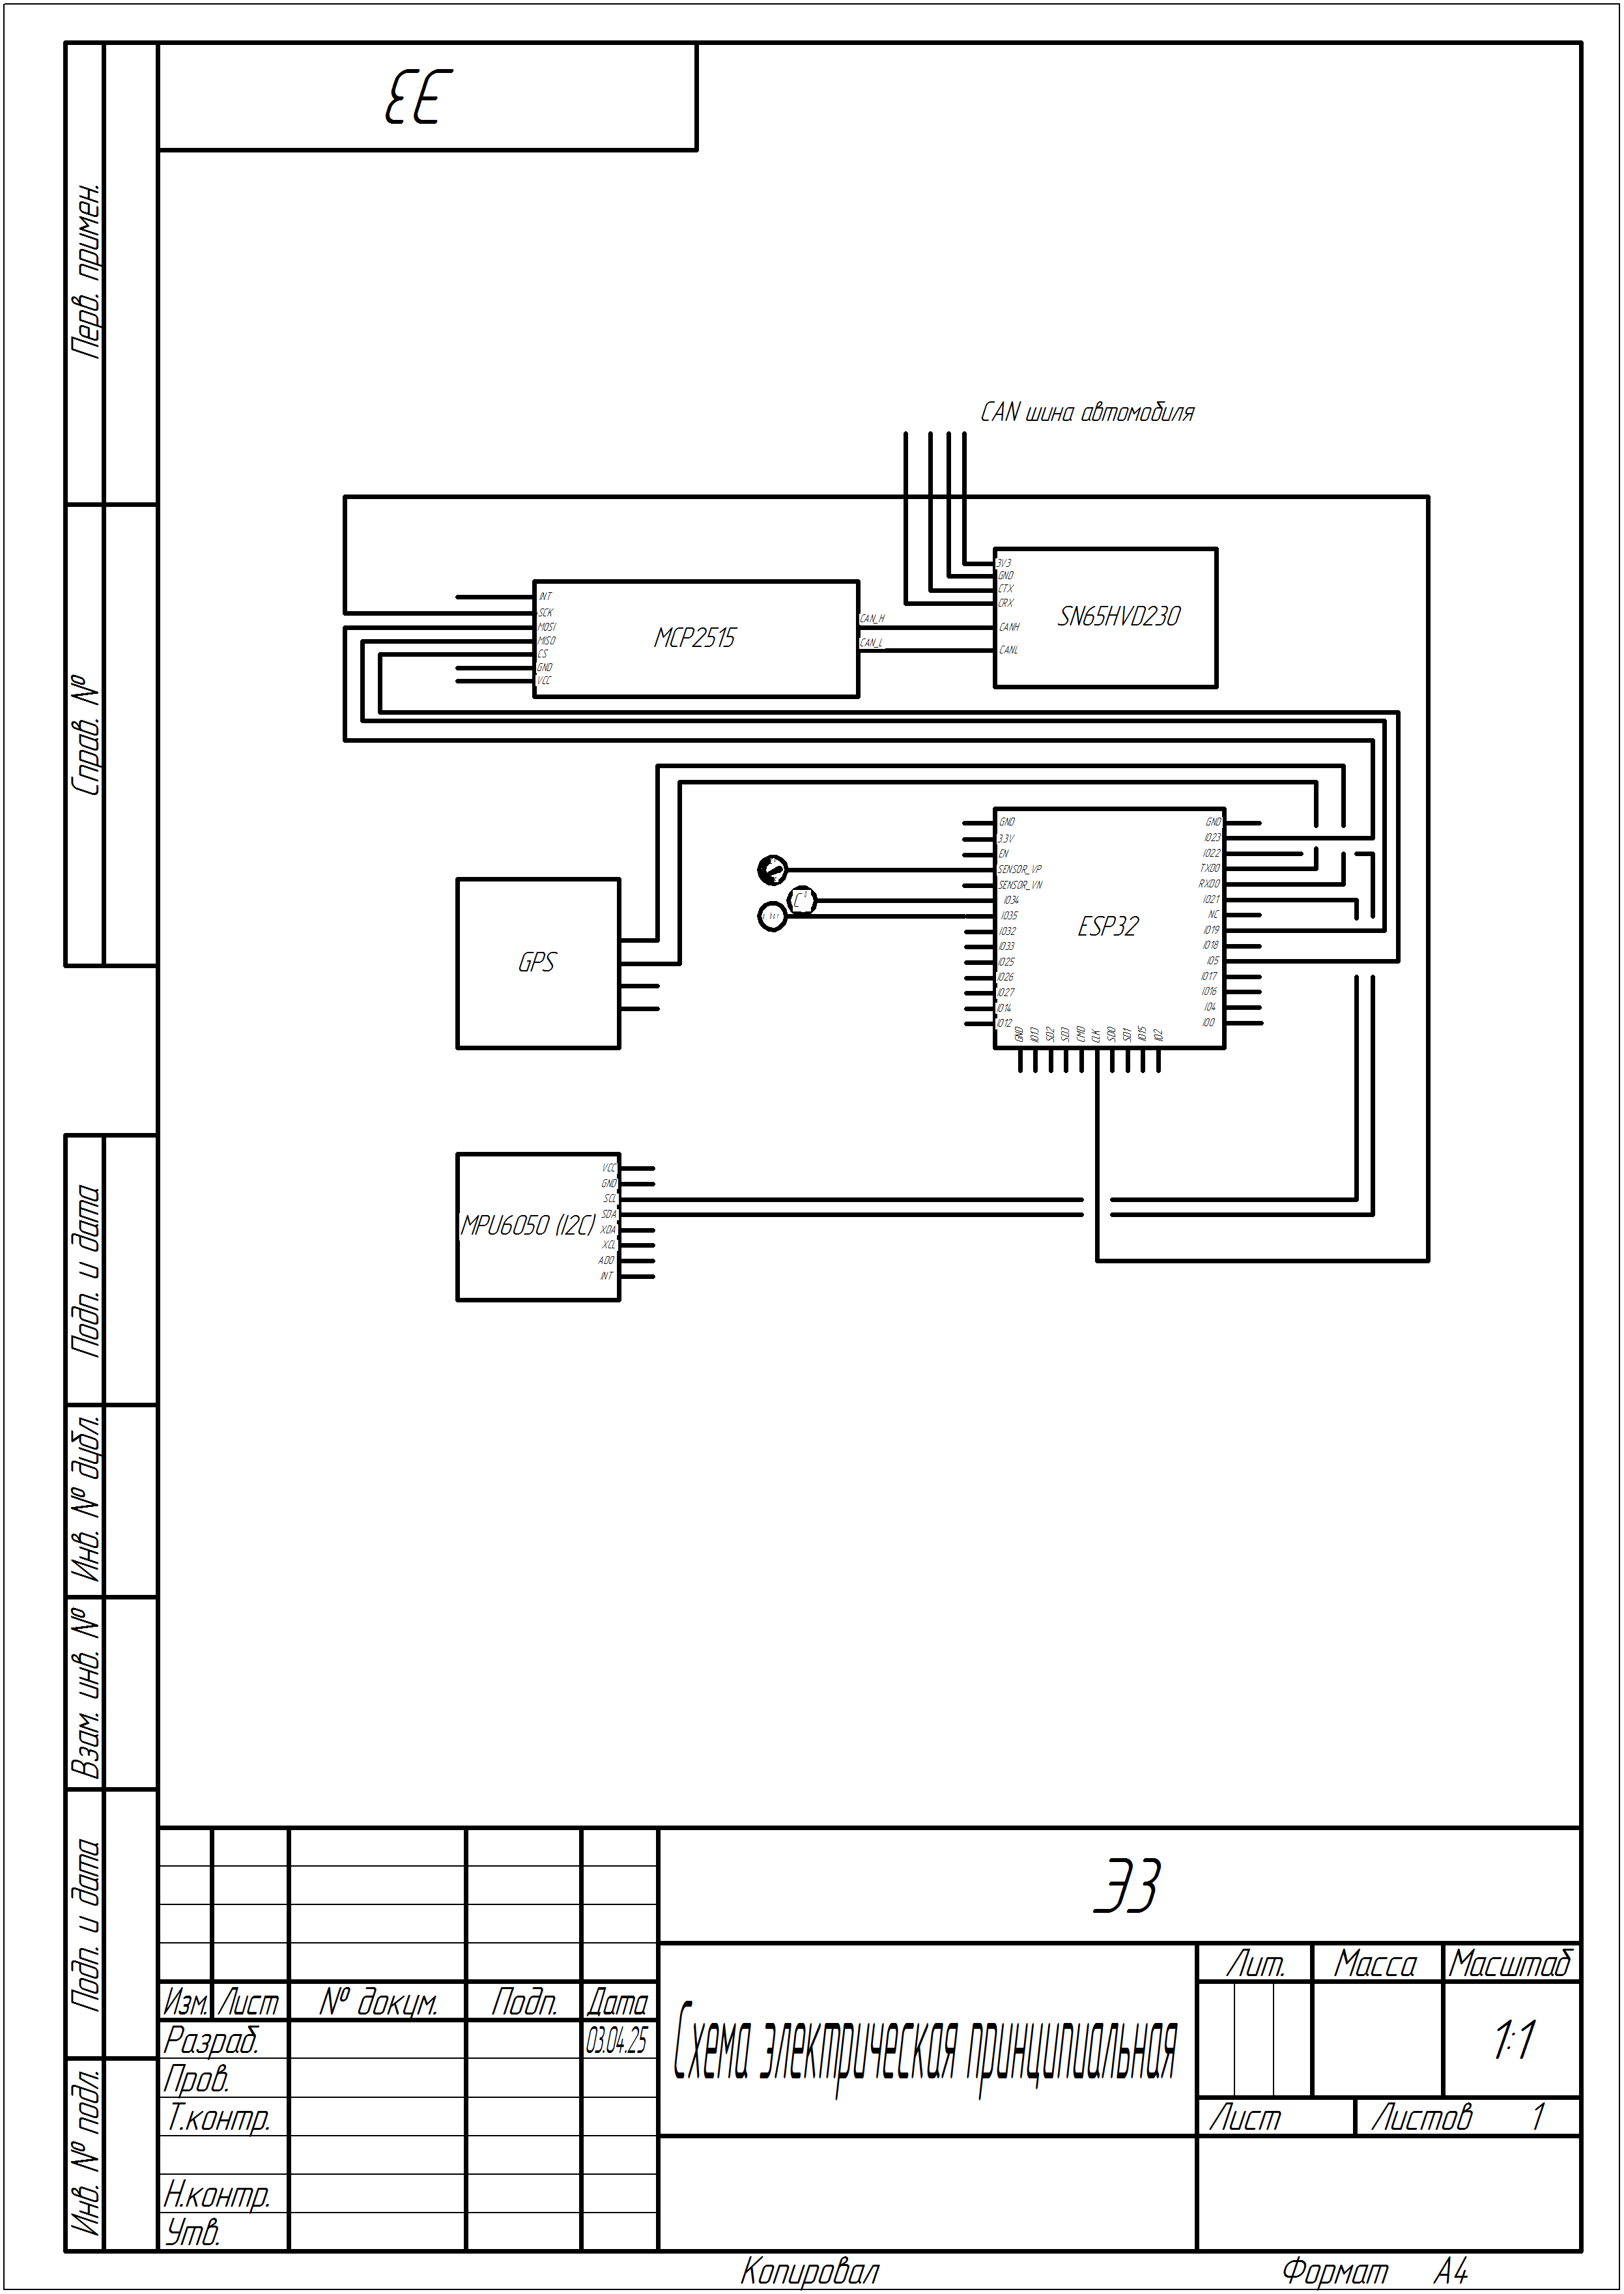 ЭЗ
Перв. примен.
Справ. №
Подп. и дата
Инв. № дубл.
Взам. инв. №
Подп. и дата
Инв. № подл.
CAN шина автомобиля
MCP2515
INT
SCK
MOSI
MISO
CS
GND
VCC
CAN_H
CAN_L
SN65HVD230
3V3
GND
CTX
CRX
CANH
CANL
GPS
C°
ESP32
GND
3.3V
EN
SENSOR_VP
SENSOR_VN
IO34
IO35
IO32
IO33
IO25
IO26
IO27
IO14
IO12
GND
IO13
SD2
SD3
CMD
CLK
SD0
SD1
IO15
IO2
GND
IO23
IO22
TXD0
RXD0
IO21
NC
IO19
IO18
IO5
IO17
IO16
IO4
IO0
MPU6050 (I2C)
VCC
GND
SCL
SDA
XDA
XCL
AD0
INT
ЭЗ
Изм. Лист № докум. Подп. Дата
Разраб. 03.04.25
Пров.
Т.контр.
Н.контр.
Утв.
Схема электрическая принципиальная
Лит. Масса Масштаб
1:1
Лист Листов 1
Копировал Формат А4